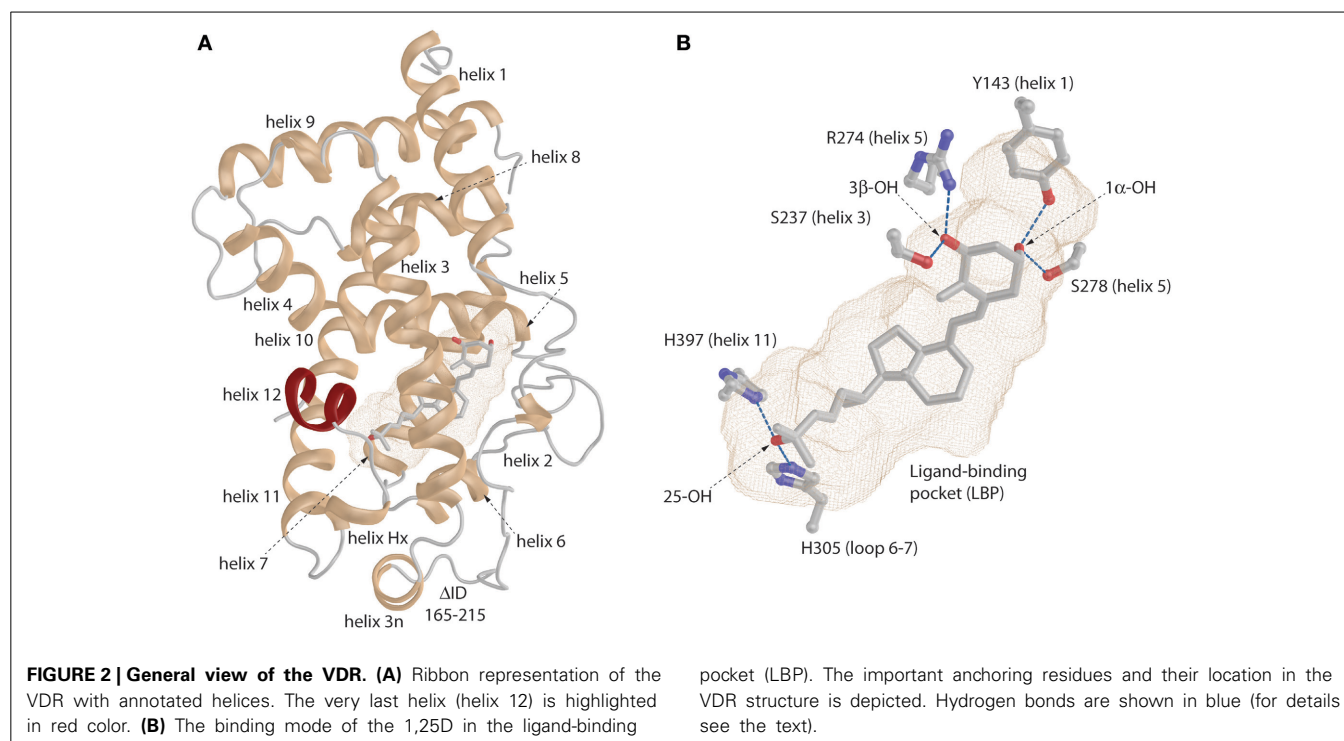 A
helix 1
helix 9
helix 8
helix 3
helix 5
helix 4
helix 10
helix 12
helix 2
helix 11
helix Hx
helix 6
helix 7
ΔID
165-215
helix 3n
B
Y143 (helix 1)
R274 (helix 5)
3β-OH
1α-OH
S237 (helix 3)
S278 (helix 5)
H397 (helix 11)
25-OH
Ligand-binding
pocket (LBP)
H305 (loop 6-7)
FIGURE 2 | General view of the VDR. (A) Ribbon representation of the
VDR with annotated helices. The very last helix (helix 12) is highlighted
in red color. (B) The binding mode of the 1,25D in the ligand-binding
pocket (LBP). The important anchoring residues and their location in the
VDR structure is depicted. Hydrogen bonds are shown in blue (for details
see the text).